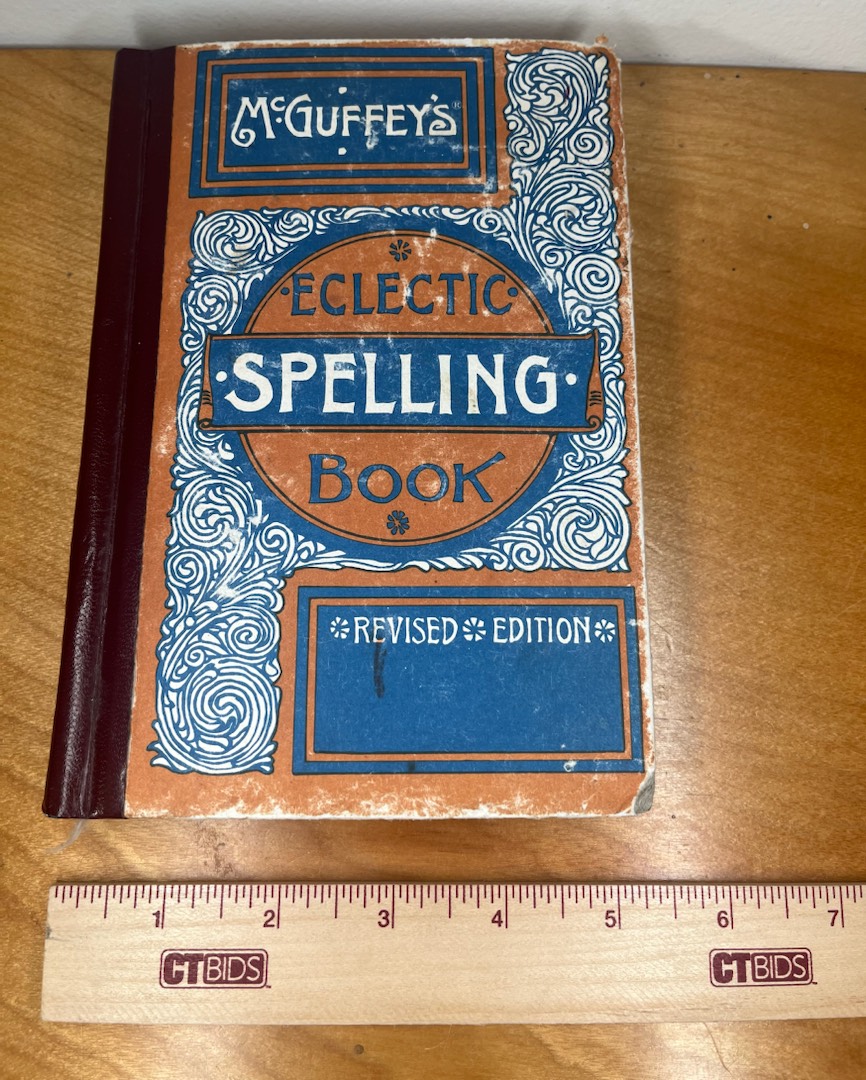 McGUFFEY'S®
·ECLECTIC·
·SPELLING·
BOOK
REVISED EDITION
1 2 3 4 5 6 7
CTBIDS CTBIDS